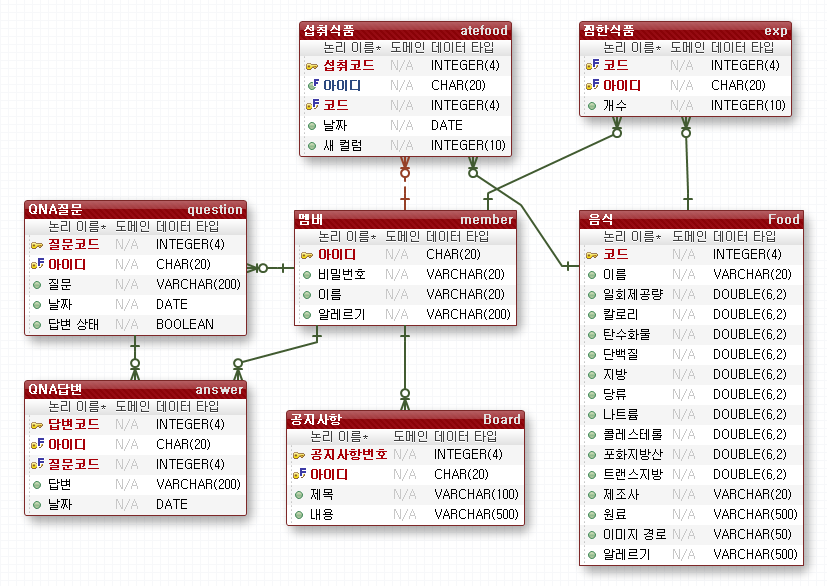 섭취식품 atefood
논리 이름* 도메인 데이터 타입
섭취코드 N/A INTEGER(4)
아이디 N/A CHAR(20)
코드 N/A INTEGER(4)
날짜 N/A DATE
새 컬럼 N/A INTEGER(10)
찜한식품 exp
논리 이름* 도메인 데이터 타입
코드 N/A INTEGER(4)
아이디 N/A CHAR(20)
개수 N/A INTEGER(10)
QNA질문 question
논리 이름* 도메인 데이터 타입
질문코드 N/A INTEGER(4)
아이디 N/A CHAR(20)
질문 N/A VARCHAR(200)
날짜 N/A DATE
답변 상태 N/A BOOLEAN
멤버 member
논리 이름* 도메인 데이터 타입
아이디 N/A CHAR(20)
비밀번호 N/A VARCHAR(20)
이름 N/A VARCHAR(20)
알레르기 N/A VARCHAR(200)
음식 Food
논리 이름* 도메인 데이터 타입
코드 N/A INTEGER(4)
이름 N/A VARCHAR(20)
일회제공량 N/A DOUBLE(6,2)
칼로리 N/A DOUBLE(6,2)
탄수화물 N/A DOUBLE(6,2)
단백질 N/A DOUBLE(6,2)
지방 N/A DOUBLE(6,2)
당류 N/A DOUBLE(6,2)
나트륨 N/A DOUBLE(6,2)
콜레스테롤 N/A DOUBLE(6,2)
포화지방산 N/A DOUBLE(6,2)
트랜스지방 N/A DOUBLE(6,2)
제조사 N/A VARCHAR(20)
원료 N/A VARCHAR(500)
이미지 경로 N/A VARCHAR(50)
알레르기 N/A VARCHAR(500)
QNA답변 answer
논리 이름* 도메인 데이터 타입
답변코드 N/A INTEGER(4)
아이디 N/A CHAR(20)
질문코드 N/A INTEGER(4)
답변 N/A VARCHAR(200)
날짜 N/A DATE
공지사항 Board
논리 이름* 도메인 데이터 타입
공지사항번호 N/A INTEGER(4)
아이디 N/A CHAR(20)
제목 N/A VARCHAR(100)
내용 N/A VARCHAR(500)